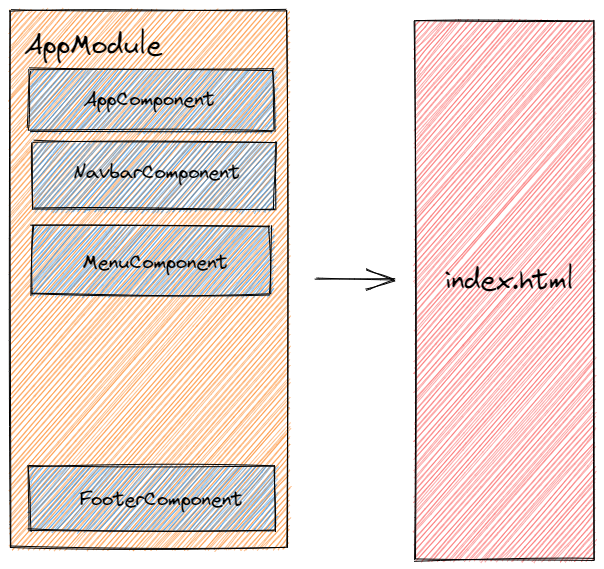 AppModule
AppComponent
NavbarComponent
MenuComponent
index.html
FooterComponent